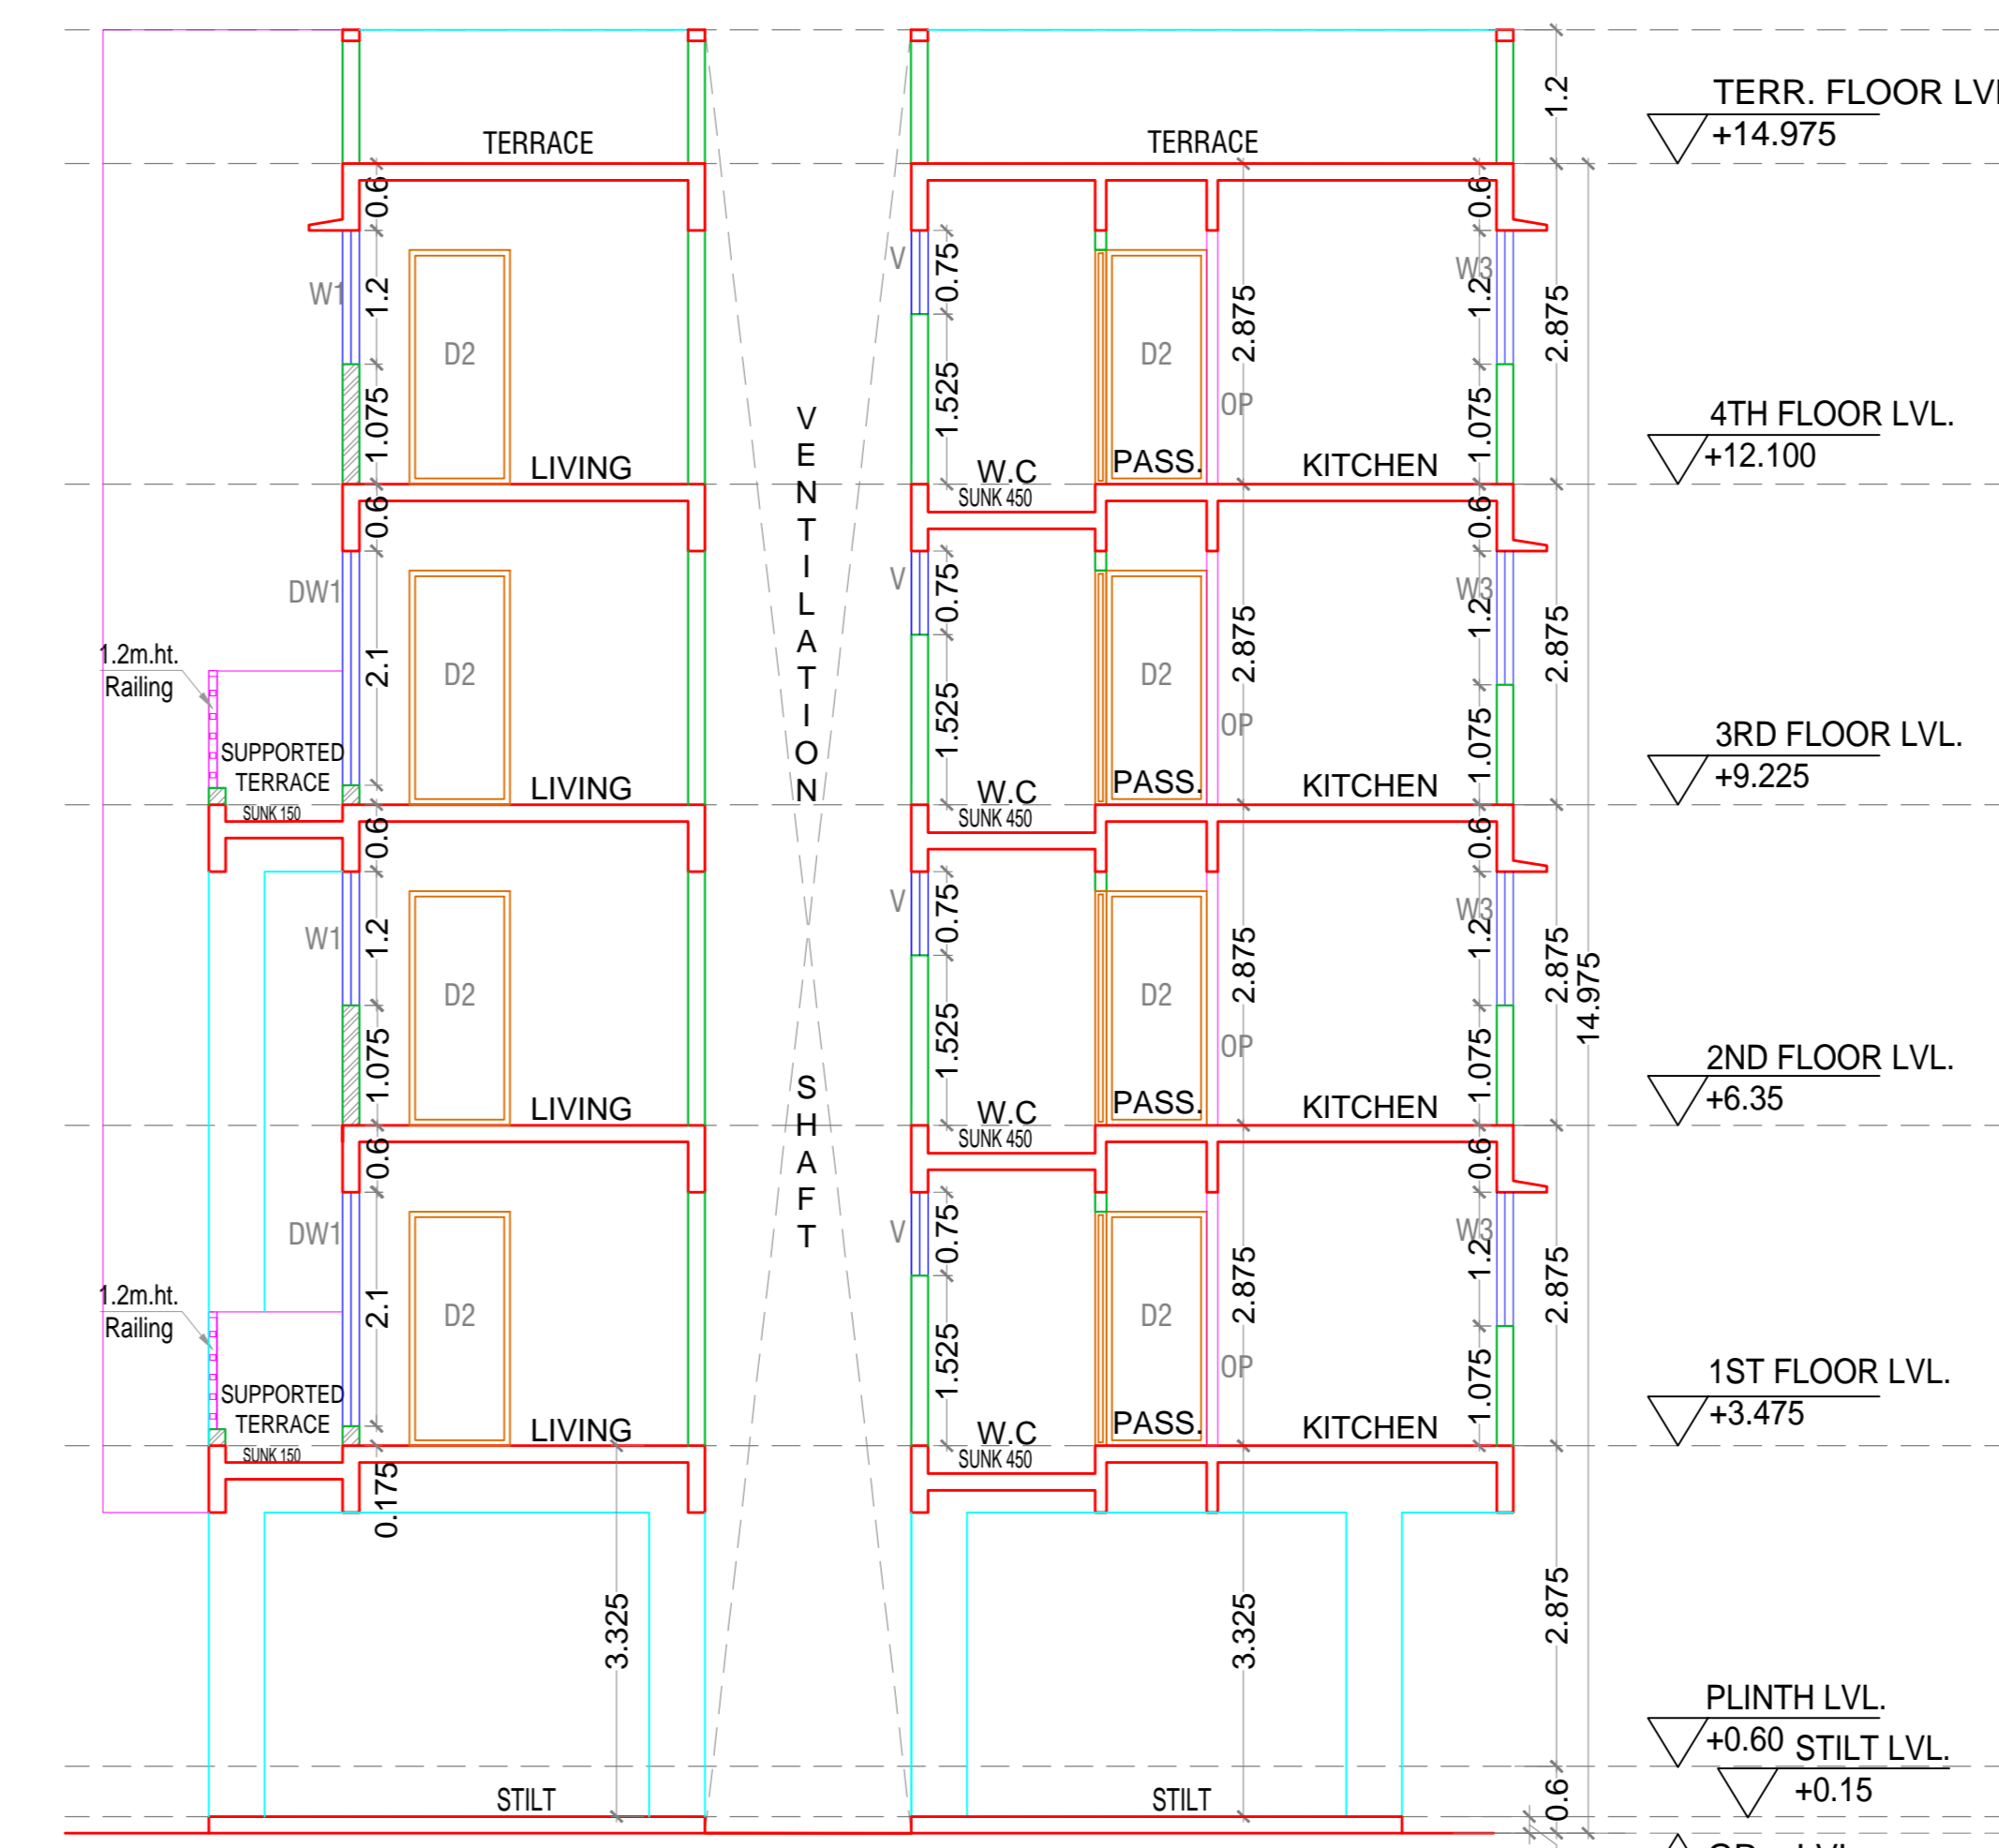 1.2
TERR. FLOOR LVL
+14.975
TERRACE
TERRACE
0.6
0.6
W1
1.2
D2
1.075
LIVING
V
0.75
1.525
W.C
SUNK 450
D2
PASS.
2.875
OP
KITCHEN
W3
1.2
1.075
2.875
4TH FLOOR LVL.
+12.100
VENTILATION
SHAFT
0.6
0.6
DW1
2.1
D2
LIVING
1.2m.ht.
Railing
SUPPORTED
TERRACE
SUNK 150
V
0.75
1.525
W.C
SUNK 450
D2
PASS.
2.875
OP
KITCHEN
W3
1.2
1.075
2.875
3RD FLOOR LVL.
+9.225
0.6
0.6
W1
1.2
D2
1.075
LIVING
V
0.75
1.525
W.C
SUNK 450
D2
PASS.
2.875
OP
KITCHEN
W3
1.2
1.075
2.875
14.975
2ND FLOOR LVL.
+6.35
0.6
0.6
DW1
2.1
D2
LIVING
1.2m.ht.
Railing
SUPPORTED
TERRACE
SUNK 150
V
0.75
1.525
W.C
SUNK 450
D2
PASS.
2.875
OP
KITCHEN
W3
1.2
1.075
2.875
1ST FLOOR LVL.
+3.475
0.175
3.325
3.325
2.875
STILT
STILT
PLINTH LVL.
+0.60
STILT LVL.
+0.15
0.6